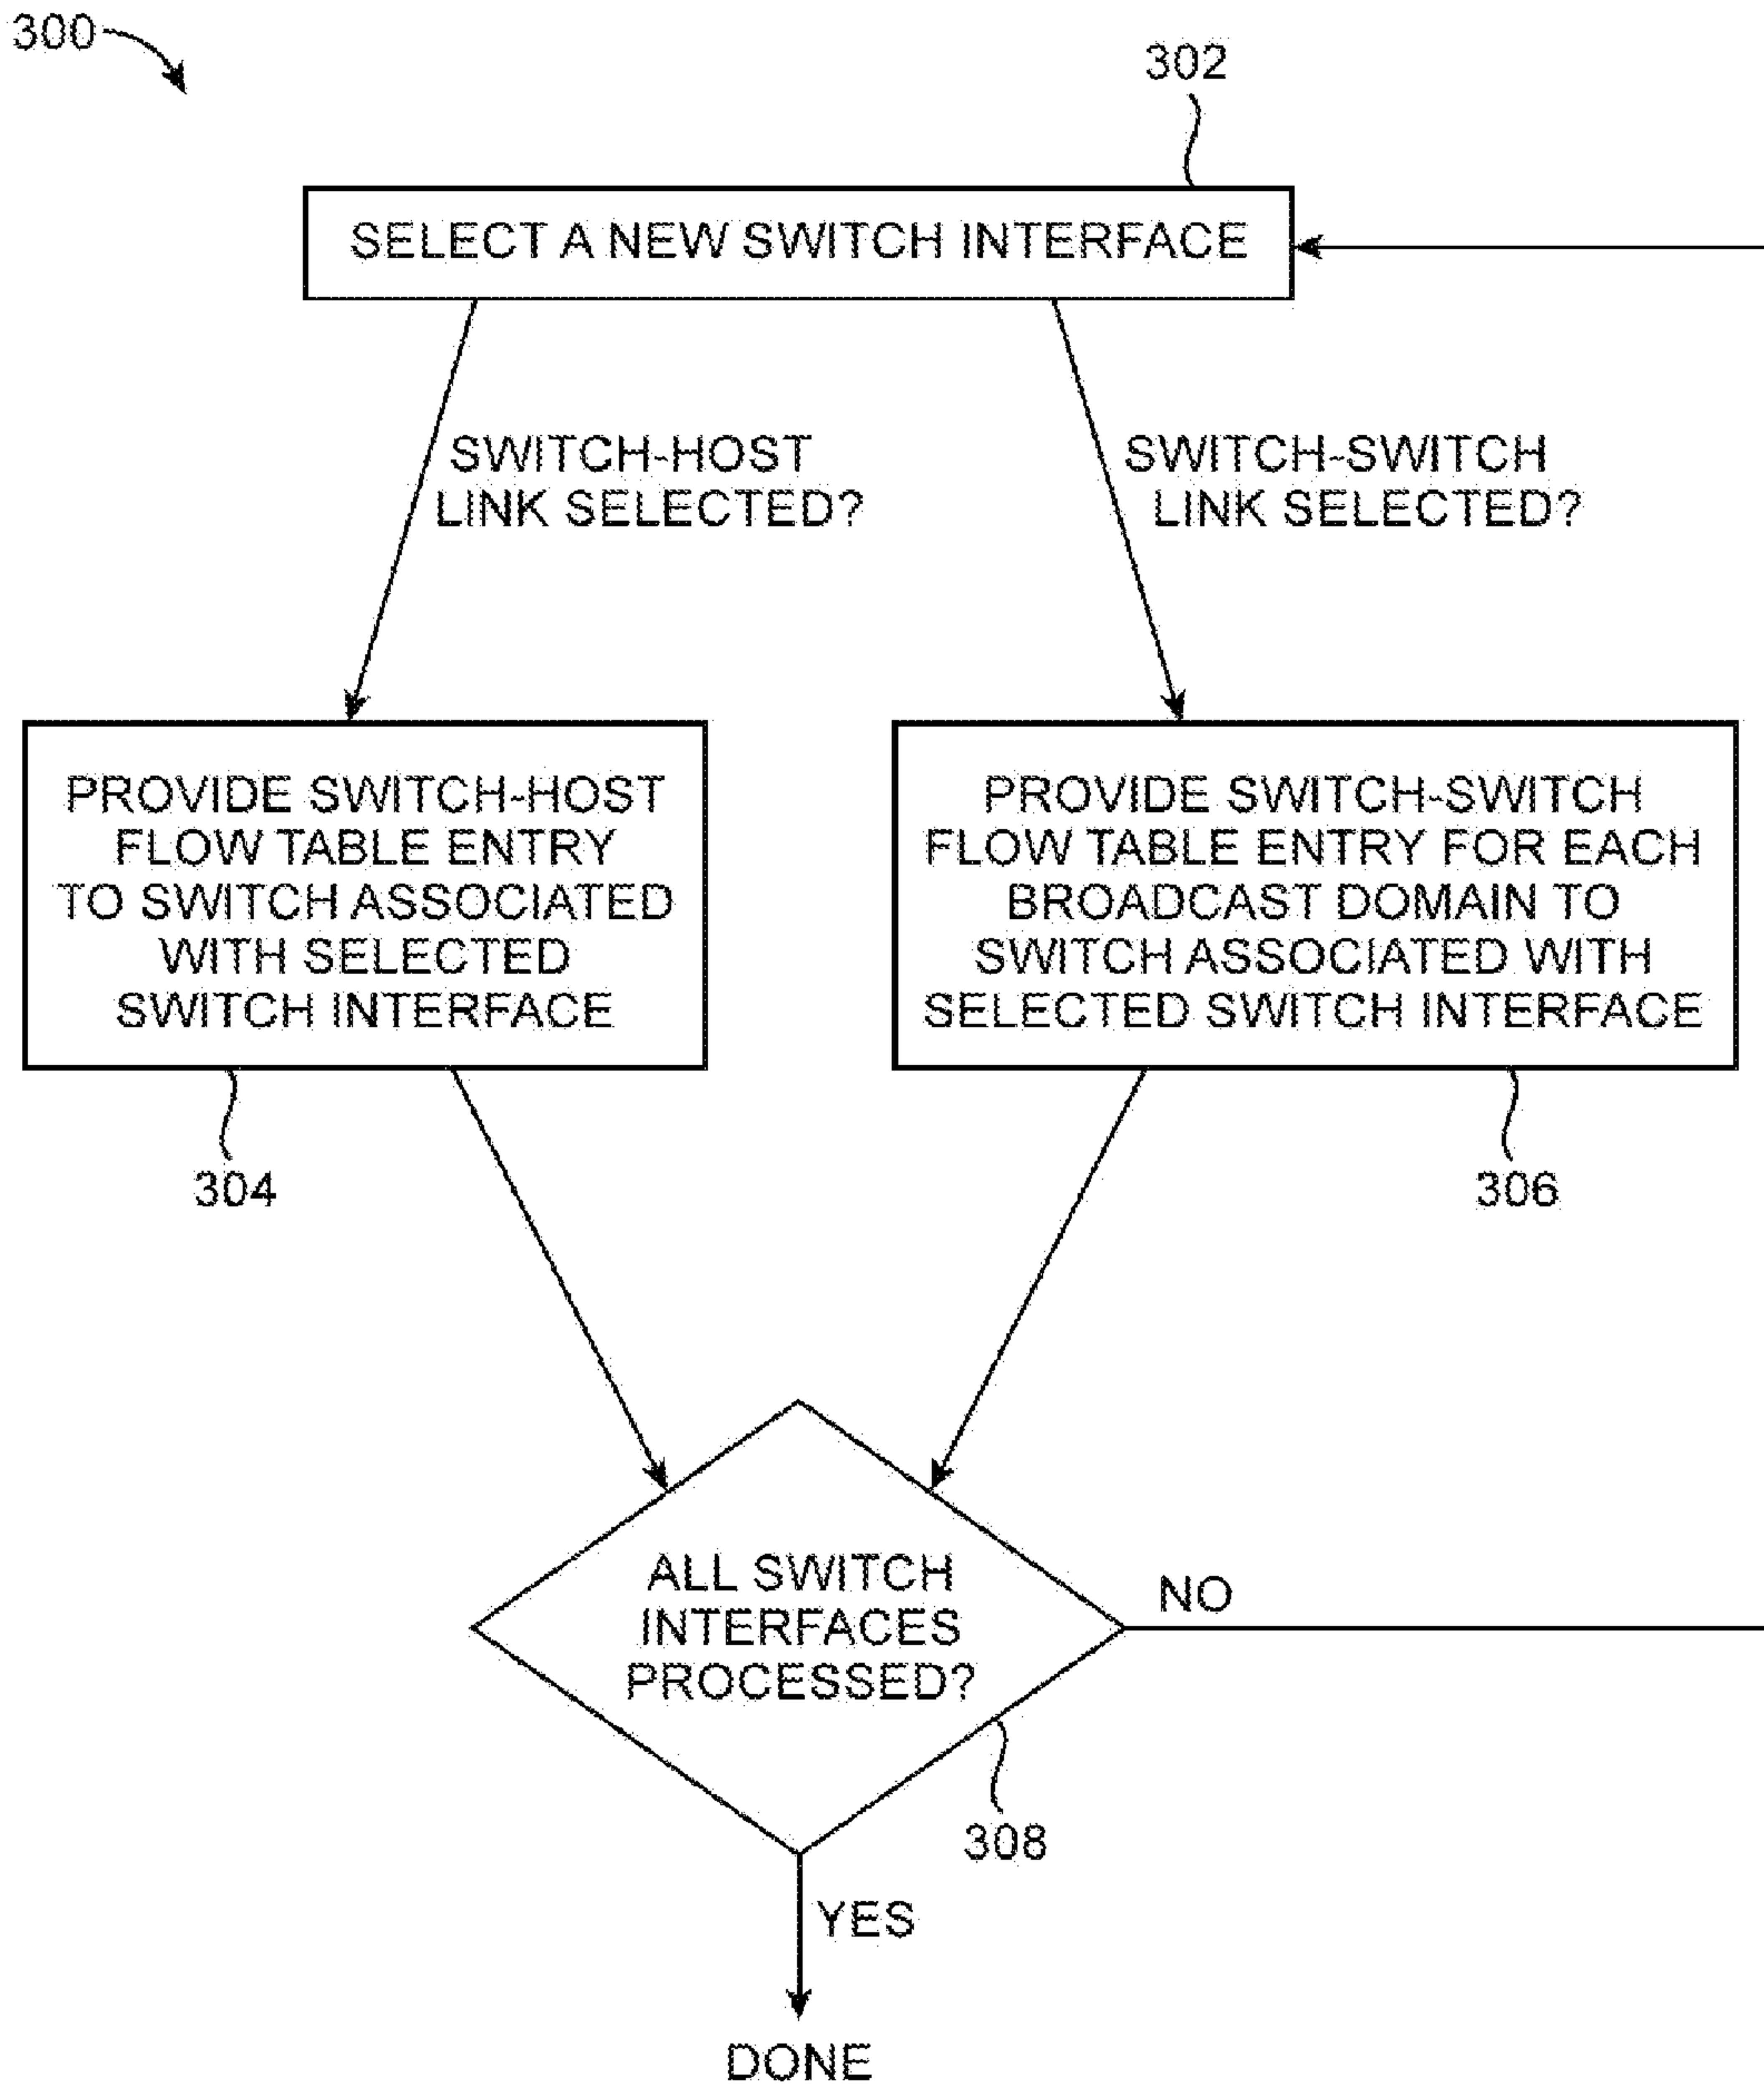 300
302
SELECT A NEW SWITCH INTERFACE
SWITCH-HOST
LINK SELECTED?
SWITCH-SWITCH
LINK SELECTED?
PROVIDE SWITCH-HOST
FLOW TABLE ENTRY
TO SWITCH ASSOCIATED
WITH SELECTED
SWITCH INTERFACE
304
PROVIDE SWITCH-SWITCH
FLOW TABLE ENTRY FOR EACH
BROADCAST DOMAIN TO
SWITCH ASSOCIATED WITH
SELECTED SWITCH INTERFACE
306
ALL SWITCH
INTERFACES
PROCESSED?
NO
308
YES
DONE